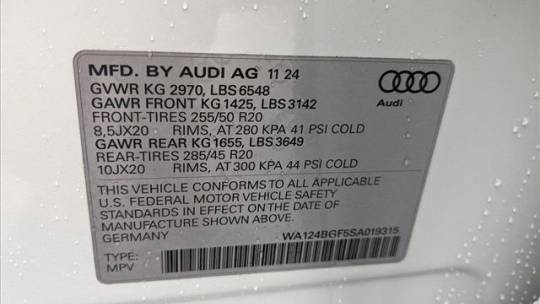 MFD. BY AUDI AG 11 24
GVWR KG 2970, LBS 6548
GAWR FRONT KG 1425, LBS 3142
FRONT-TIRES 255/50 R20
8,5JX20 RIMS, AT 280 KPA 41 PSI COLD
GAWR REAR KG 1655, LBS 3649
REAR-TIRES 285/45 R20
10JX20 RIMS, AT 300 KPA 44 PSI COLD
Audi
THIS VEHICLE CONFORMS TO ALL APPLICABLE
U.S. FEDERAL MOTOR VEHICLE SAFETY
STANDARDS IN EFFECT ON THE DATE OF
MANUFACTURE SHOWN ABOVE.
GERMANY WA124BGF5SA019315
TYPE:
MPV